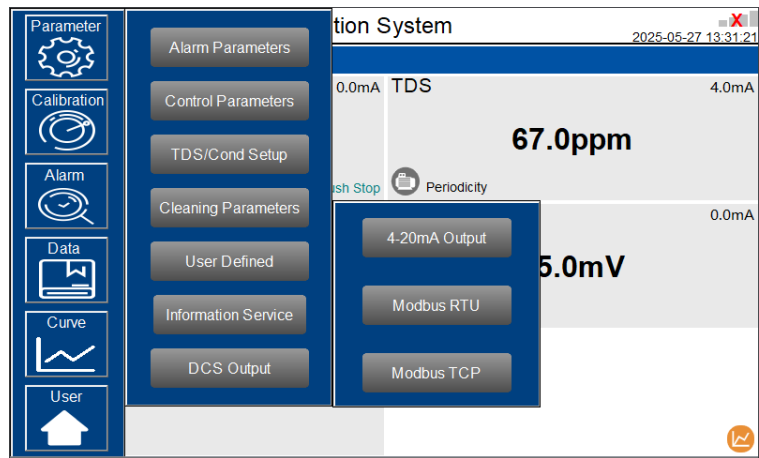 Parameter
Calibration
Alarm
Data
Curve
User
Alarm Parameters
Control Parameters
TDS/Cond Setup
Cleaning Parameters
User Defined
Information Service
DCS Output
4-20mA Output
Modbus RTU
Modbus TCP
System
2025-05-27 13:31:21
0.0mA
TDS
4.0mA
67.0ppm
Stop
Periodicity
0.0mA
5.0mV